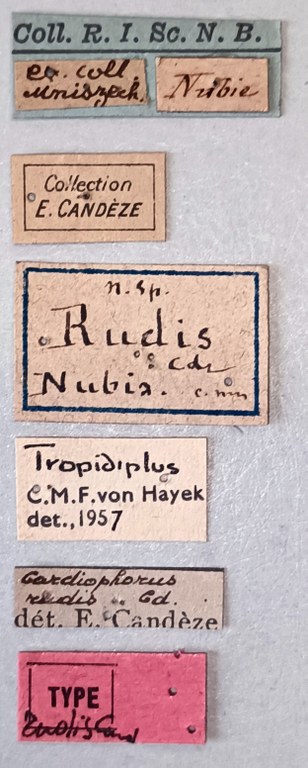 Coll. R. I. Sc. N. B.
ex. coll.
Mniszech. Nubie
Collection
E. CANDÈZE
n. sp.
Rudis
Cdz
Nubia.
Tropidiplus
C.M.F. von Hayek
det., 1957
Cardiophorus
rudis Cd.
dét. E. Candèze
TYPE
Rudis Cand